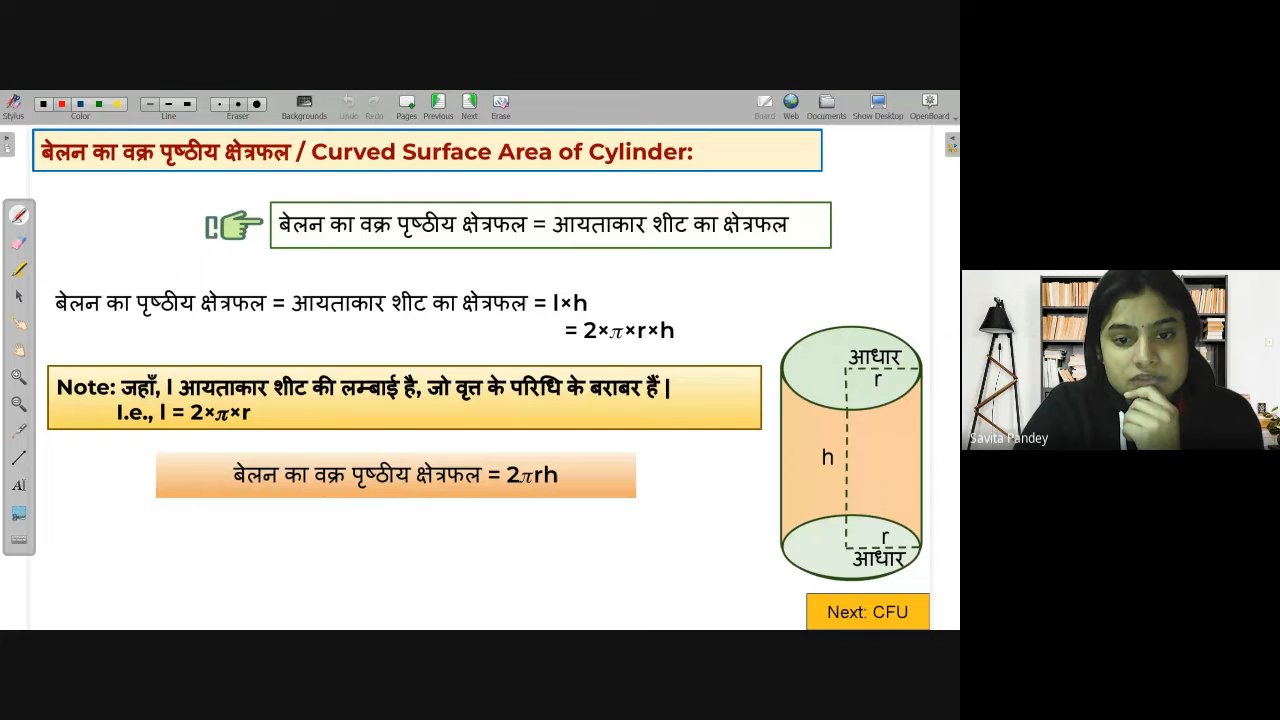 Stylus
Color
Line
Eraser
Backgrounds
Undo
Redo
Pages
Previous
Next
Erase
Board
Web
Documents
Show Desktop
OpenBoard
बेलन का वक्र पृष्ठीय क्षेत्रफल / Curved Surface Area of Cylinder:
बेलन का वक्र पृष्ठीय क्षेत्रफल = आयताकार शीट का क्षेत्रफल
बेलन का पृष्ठीय क्षेत्रफल = आयताकार शीट का क्षेत्रफल = l×h
= 2×π×r×h
Note: जहाँ, l आयताकार शीट की लम्बाई है, जो वृत्त के परिधि के बराबर हैं |
I.e., l = 2×π×r
बेलन का वक्र पृष्ठीय क्षेत्रफल = 2πrh
आधार
r
h
r
आधार
Next: CFU
Savita Pandey